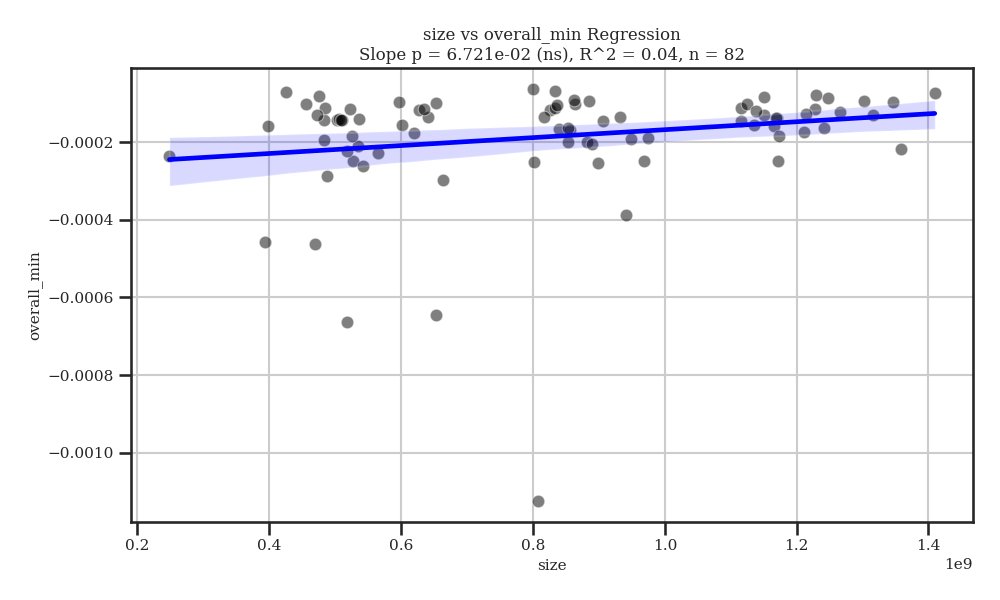 size vs overall_min Regression
Slope p = 6.721e-02 (ns), R^2 = 0.04, n = 82
overall_min
−0.0002
−0.0004
−0.0006
−0.0008
−0.0010
0.2 0.4 0.6 0.8 1.0 1.2 1.4
1e9
size